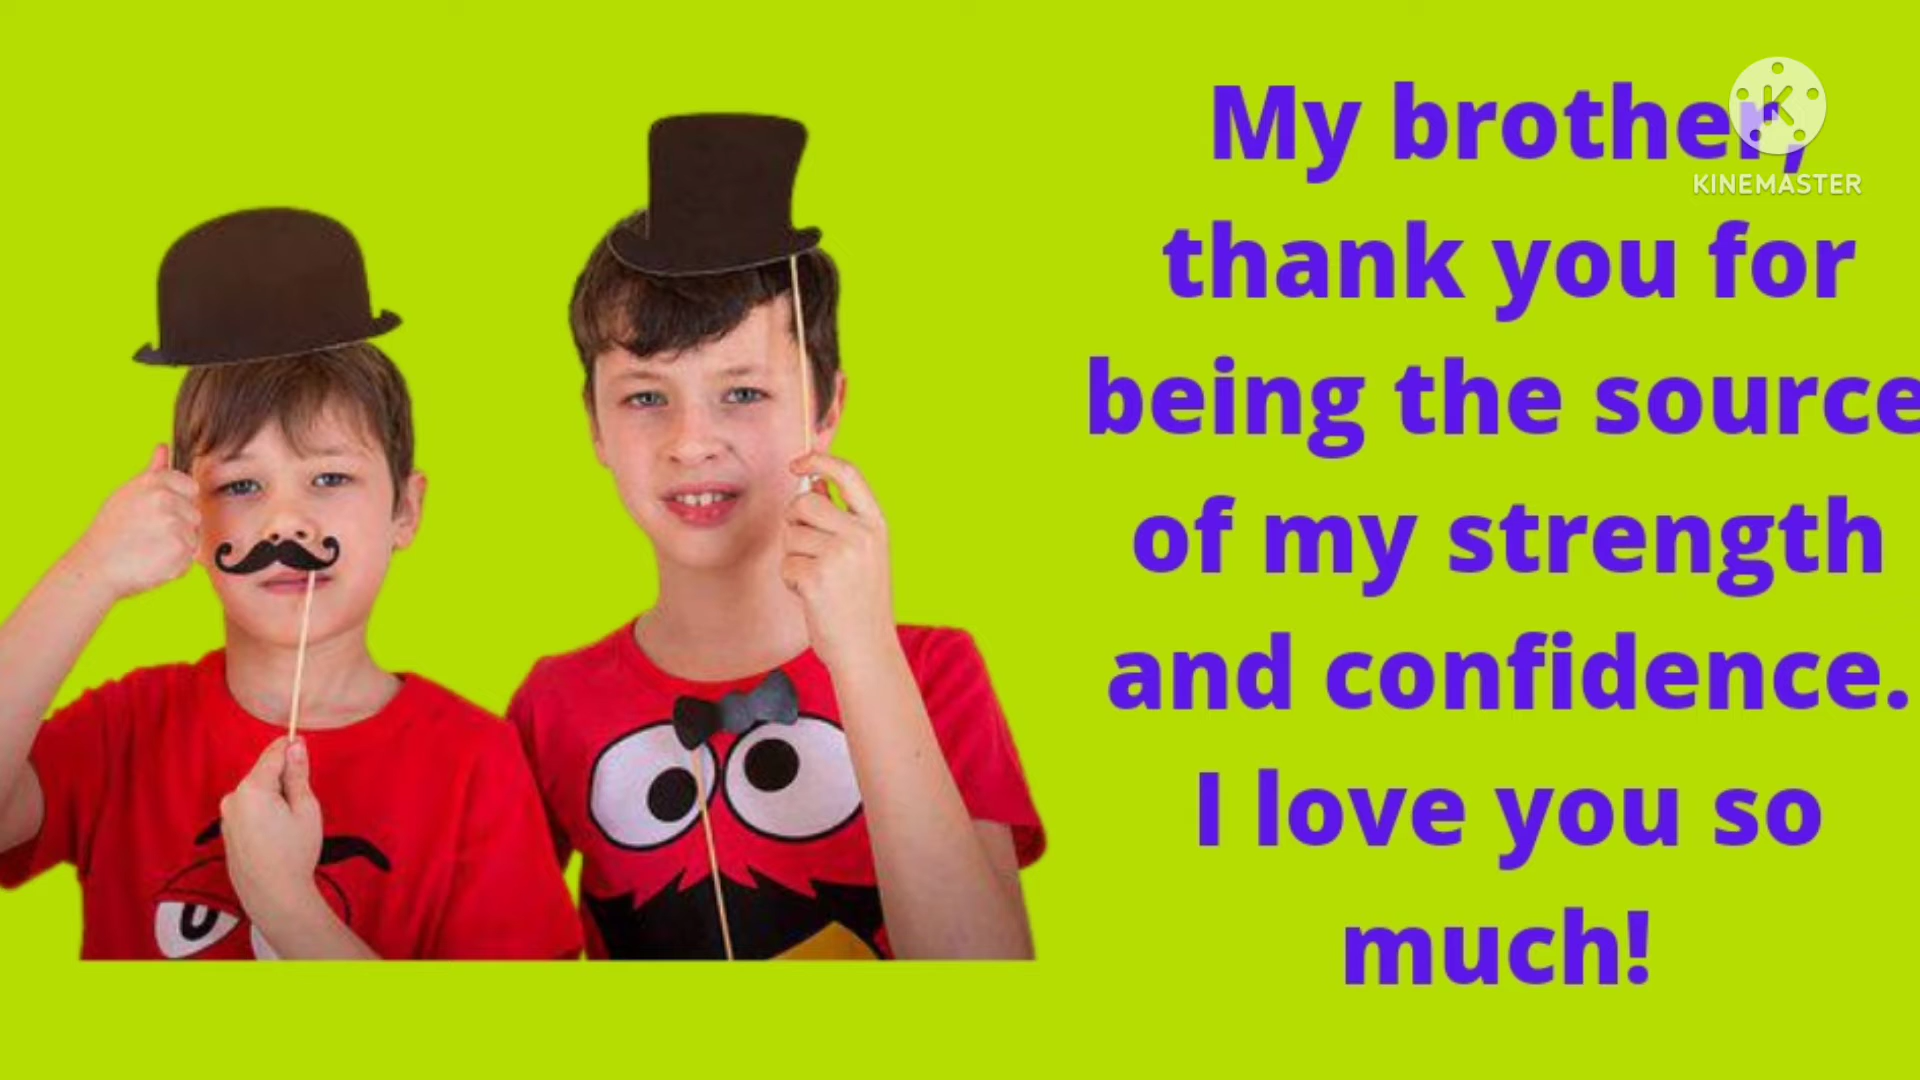 My brother,
thank you for
being the source
of my strength
and confidence.
I love you so
much!
KINEMASTER